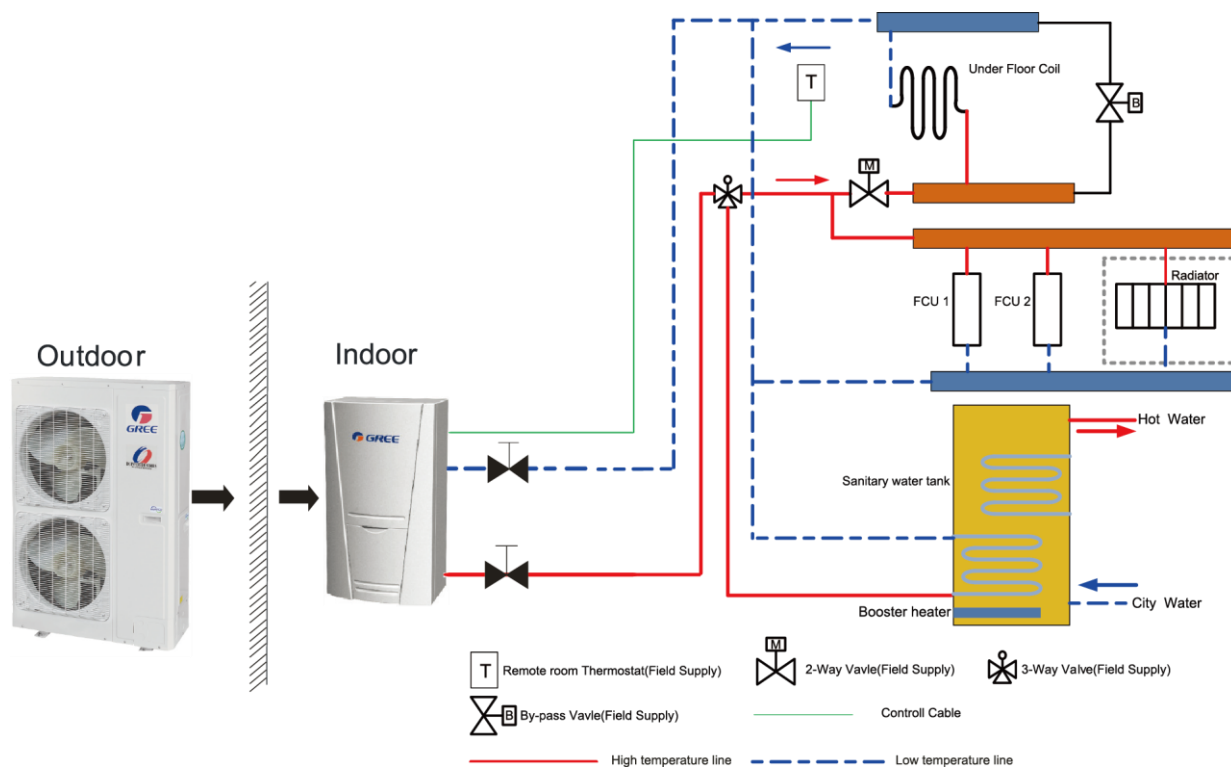 Under Floor Coil
T
B
M
Radiator
FCU 1
FCU 2
Outdoor
Indoor
GREE
GREE
Hot Water
Sanitary water tank
Booster heater
City Water
T
Remote room Thermostat(Field Supply)
M
2-Way Vavle(Field Supply)
3-Way Valve(Field Supply)
B
By-pass Vavle(Field Supply)
Controll Cable
High temperature line
Low temperature line